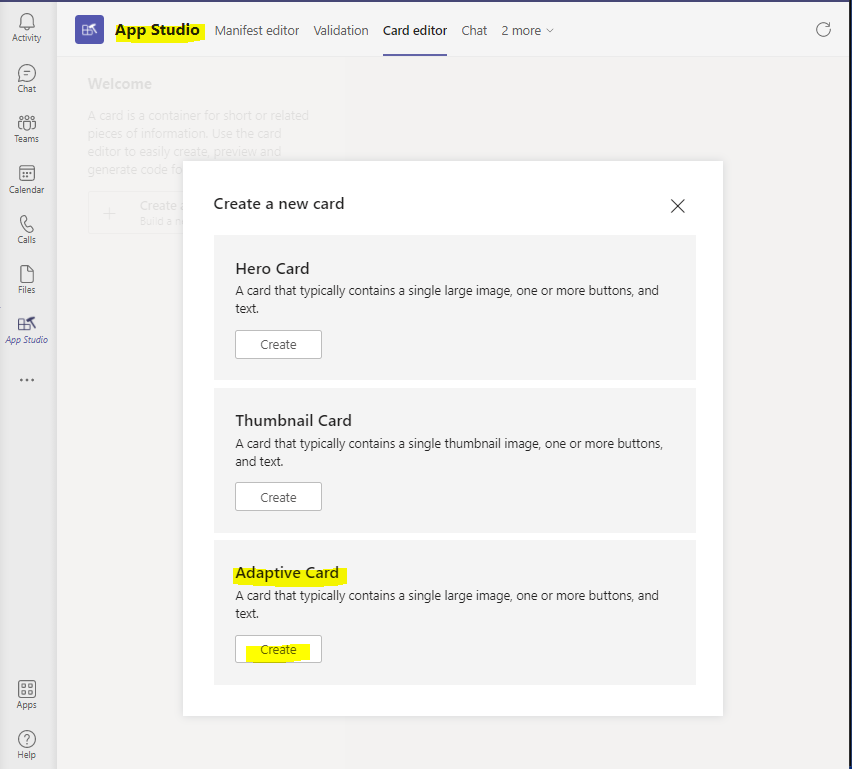 Activity
Chat
Teams
Calendar
Calls
Files
App Studio
Apps
Help
App Studio Manifest editor Validation Card editor Chat 2 more
Welcome
A card is a container for short or related
pieces of information. Use the card
editor to easily create, preview and
generate code fo
Create a
Build a ne
Create a new card
Hero Card
A card that typically contains a single large image, one or more buttons, and
text.
Create
Thumbnail Card
A card that typically contains a single thumbnail image, one or more buttons,
and text.
Create
Adaptive Card
A card that typically contains a single large image, one or more buttons, and
text.
Create